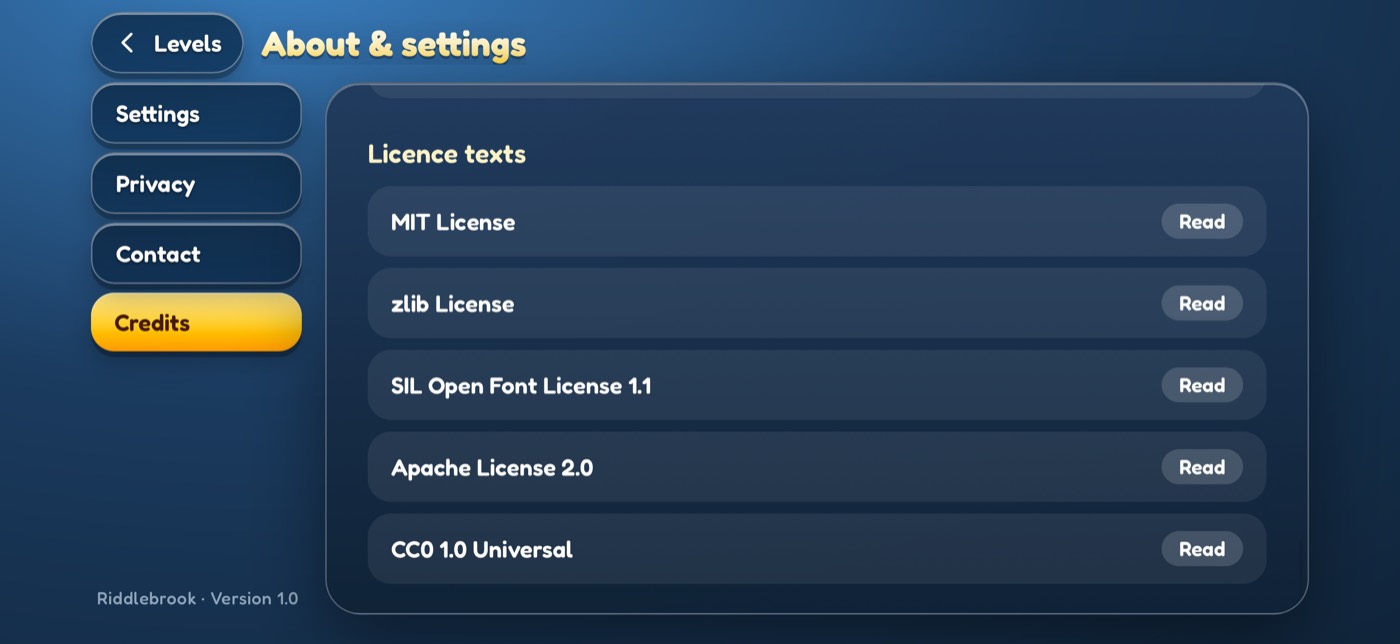 Levels
About & settings
Settings
Privacy
Contact
Credits
Riddlebrook · Version 1.0
Licence texts
MIT License
Read
zlib License
Read
SIL Open Font License 1.1
Read
Apache License 2.0
Read
CC0 1.0 Universal
Read